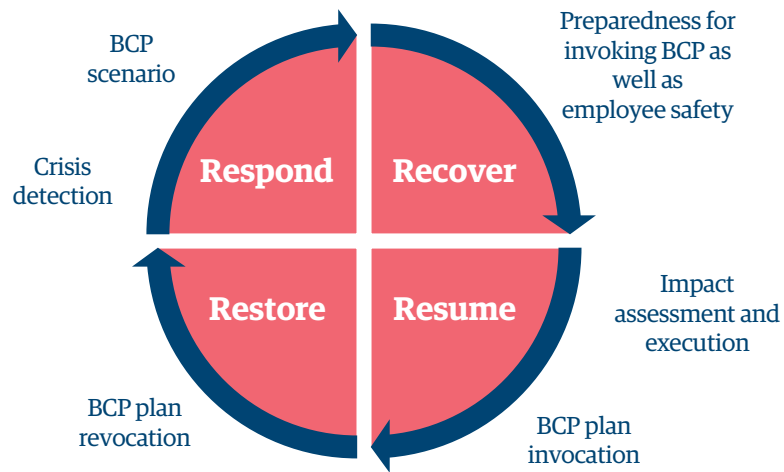 BCP
scenario
Preparedness for
invoking BCP as
well as
employee safety
Crisis
detection
Respond
Recover
Restore
Resume
Impact
assessment and
execution
BCP plan
revocation
BCP plan
invocation